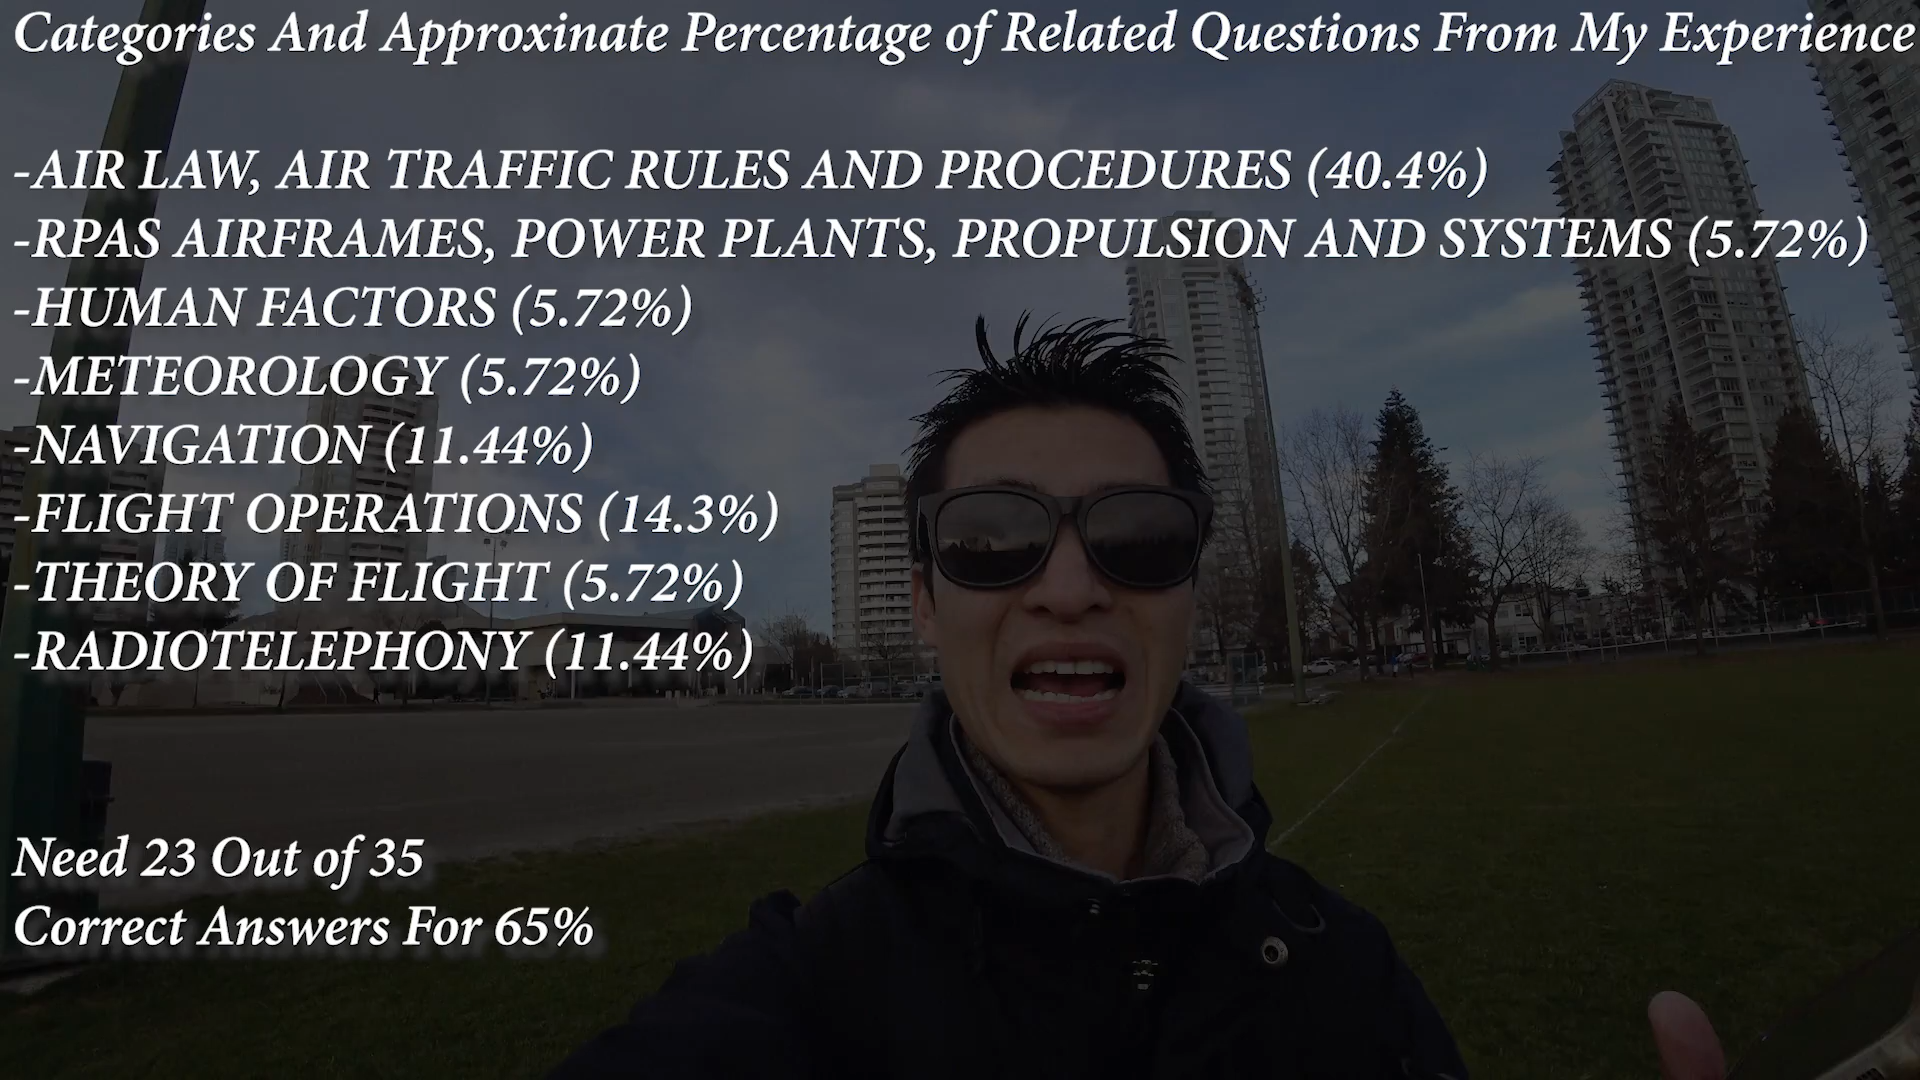 Categories And Approxinate Percentage of Related Questions From My Experience
-AIR LAW, AIR TRAFFIC RULES AND PROCEDURES (40.4%)
-RPAS AIRFRAMES, POWER PLANTS, PROPULSION AND SYSTEMS (5.72%)
-HUMAN FACTORS (5.72%)
-METEOROLOGY (5.72%)
-NAVIGATION (11.44%)
-FLIGHT OPERATIONS (14.3%)
-THEORY OF FLIGHT (5.72%)
-RADIOTELEPHONY (11.44%)
Need 23 Out of 35
Correct Answers For 65%